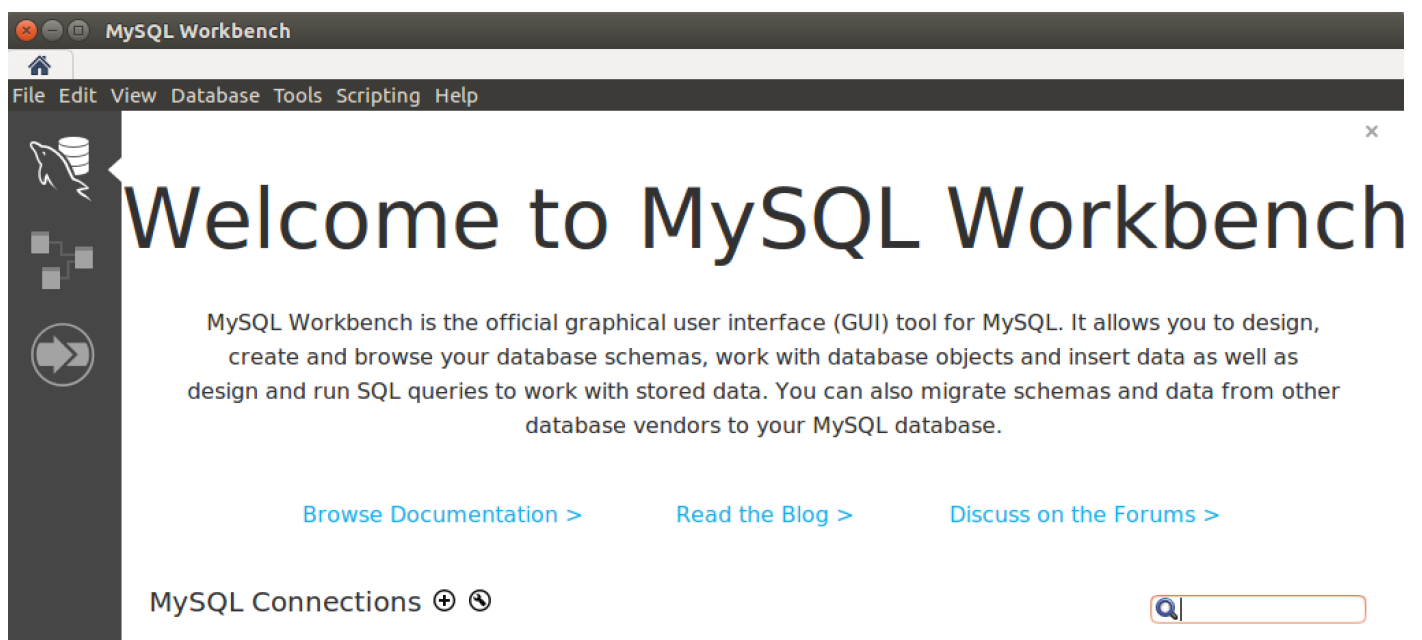 MySQL Workbench
File Edit View Database Tools Scripting Help
Welcome to MySQL Workbench
MySQL Workbench is the official graphical user interface (GUI) tool for MySQL. It allows you to design,
create and browse your database schemas, work with database objects and insert data as well as
design and run SQL queries to work with stored data. You can also migrate schemas and data from other
database vendors to your MySQL database.
Browse Documentation > Read the Blog > Discuss on the Forums >
MySQL Connections